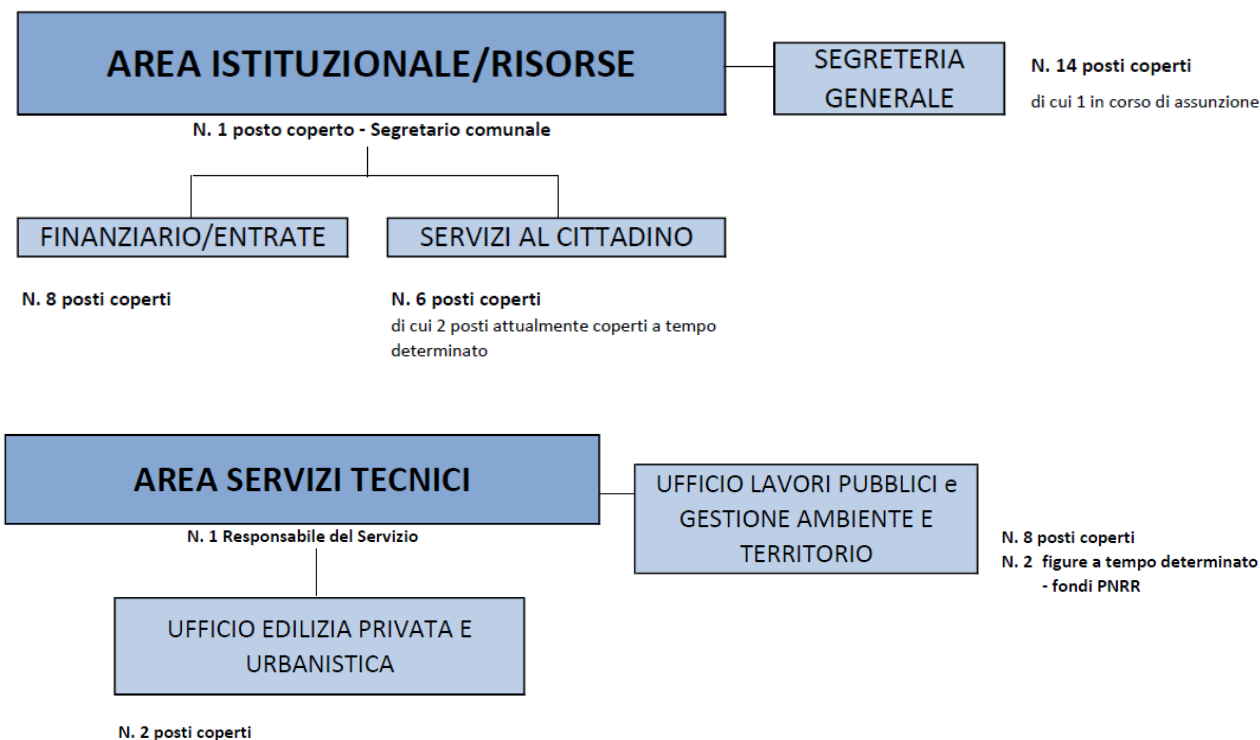 AREA ISTITUZIONALE/RISORSE
SEGRETERIA
GENERALE
N. 14 posti coperti
di cui 1 in corso di assunzione
N. 1 posto coperto - Segretario comunale
FINANZIARIO/ENTRATE
SERVIZI AL CITTADINO
N. 8 posti coperti
N. 6 posti coperti
di cui 2 posti attualmente coperti a tempo
determinato
AREA SERVIZI TECNICI
UFFICIO LAVORI PUBBLICI e
GESTIONE AMBIENTE E
TERRITORIO
N. 1 Responsabile del Servizio
N. 8 posti coperti
N. 2 figure a tempo determinato
- fondi PNRR
UFFICIO EDILIZIA PRIVATA E
URBANISTICA
N. 2 posti coperti